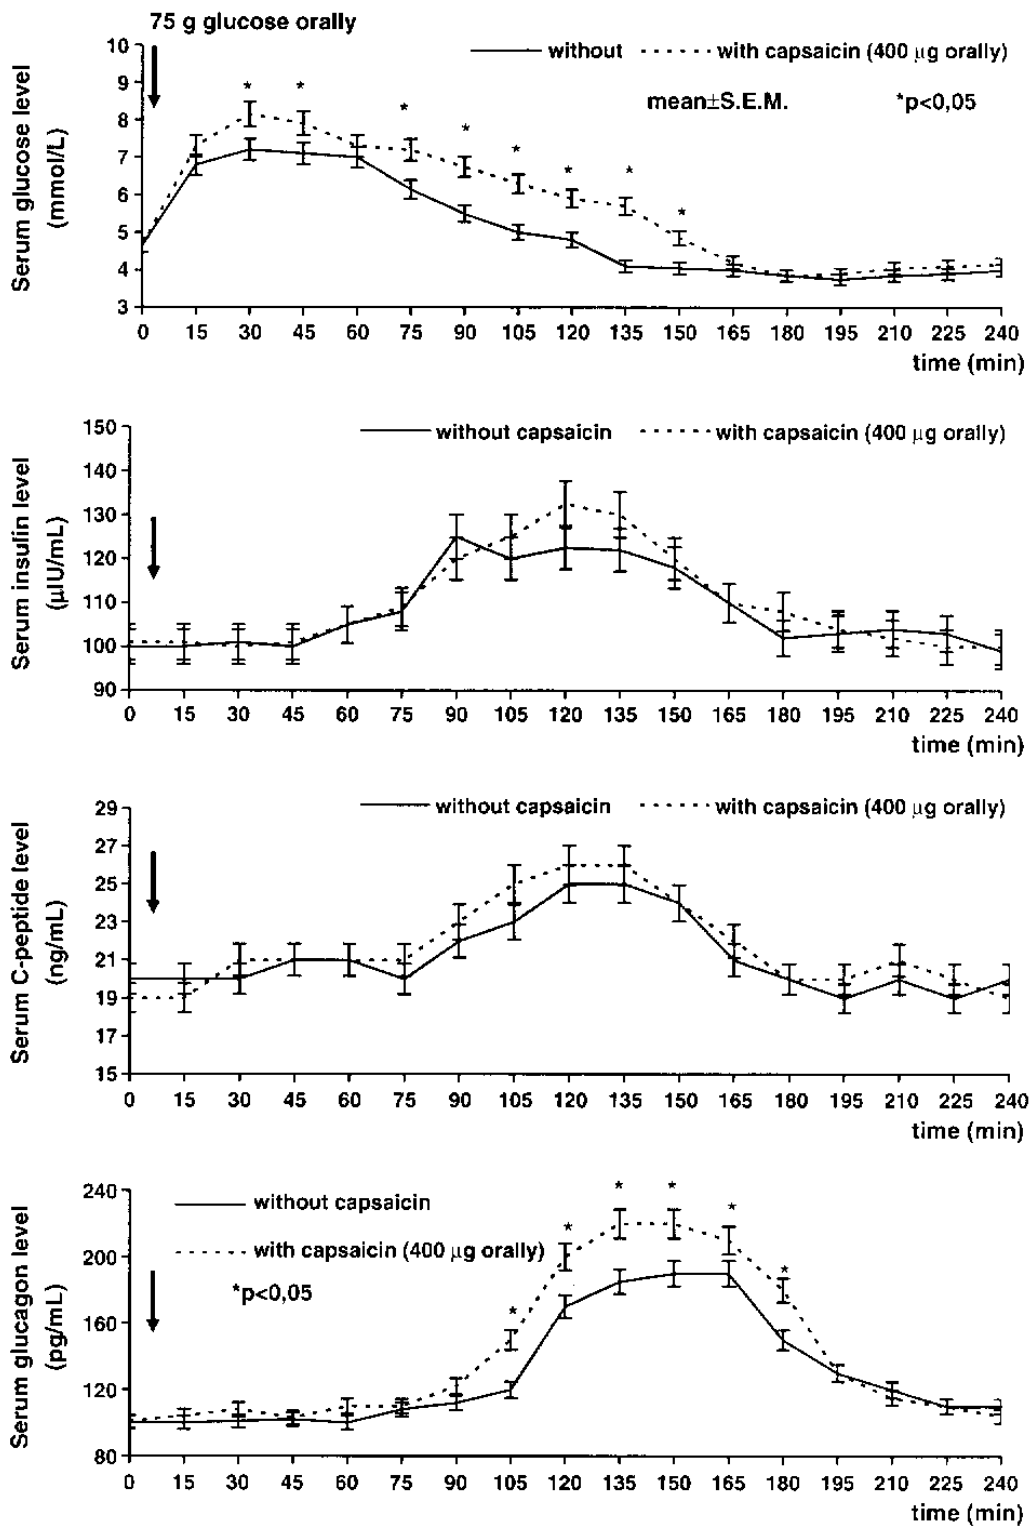 75 g glucose orally
without
with capsaicin (400 µg orally)
mean±S.E.M.
*p<0,05
Serum glucose level
(mmol/L)
10
9
8
7
6
5
4
3
* * * * * * * *
0 15 30 45 60 75 90 105 120 135 150 165 180 195 210 225 240
time (min)
without capsaicin
with capsaicin (400 µg orally)
Serum insulin level
(µIU/mL)
150
140
130
120
110
100
90
0 15 30 45 60 75 90 105 120 135 150 165 180 195 210 225 240
time (min)
without capsaicin
with capsaicin (400 µg orally)
Serum C-peptide level
(ng/mL)
29
27
25
23
21
19
17
15
0 15 30 45 60 75 90 105 120 135 150 165 180 195 210 225 240
time (min)
without capsaicin
with capsaicin (400 µg orally)
*p<0,05
Serum glucagon level
(pg/mL)
240
200
160
120
80
* * * * * *
0 15 30 45 60 75 90 105 120 135 150 165 180 195 210 225 240
time (min)